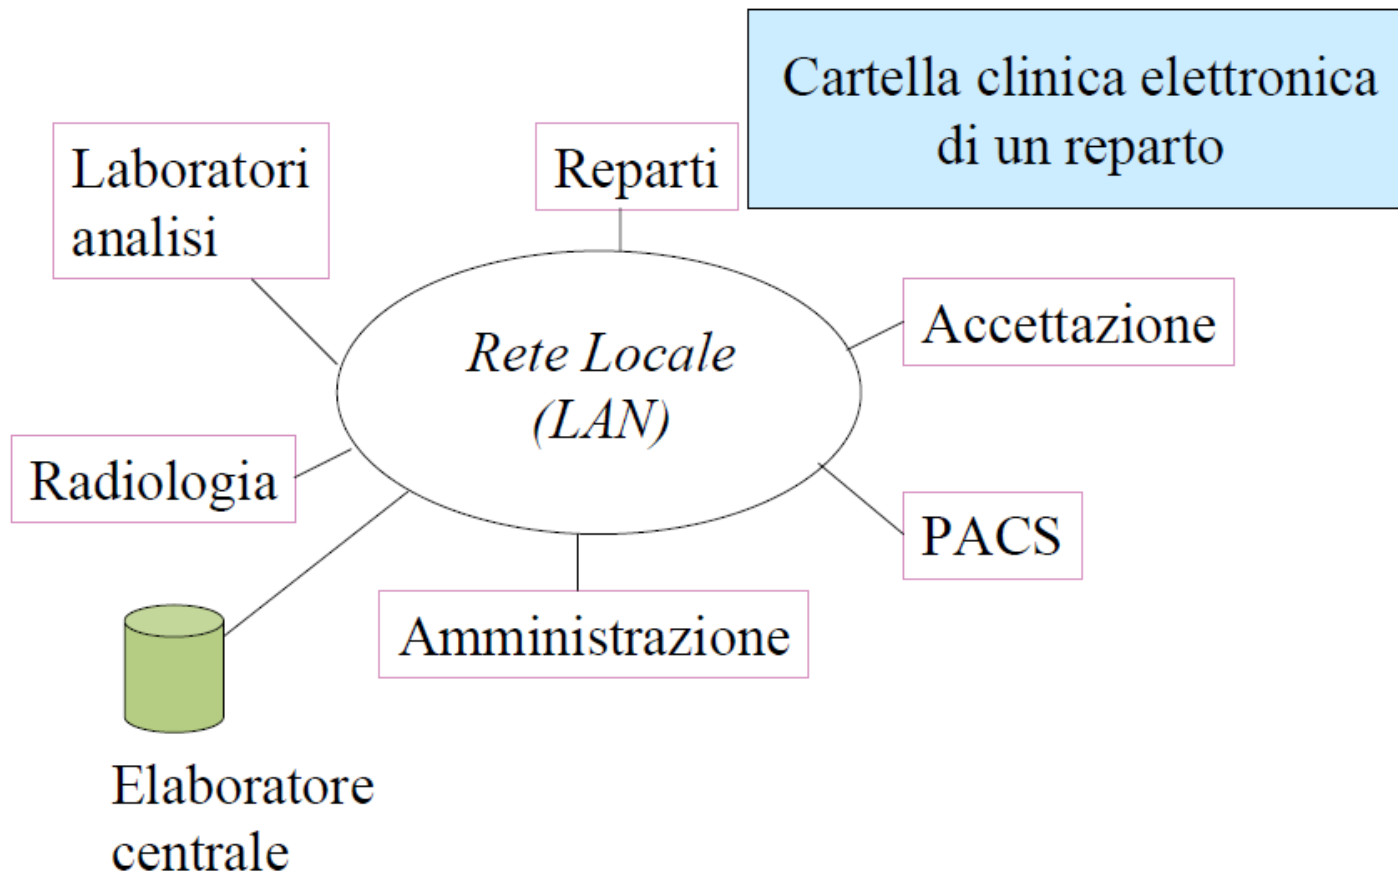 Cartella clinica elettronica
di un reparto
Laboratori
analisi
Reparti
Accettazione
Rete Locale
(LAN)
Radiologia
PACS
Amministrazione
Elaboratore
centrale